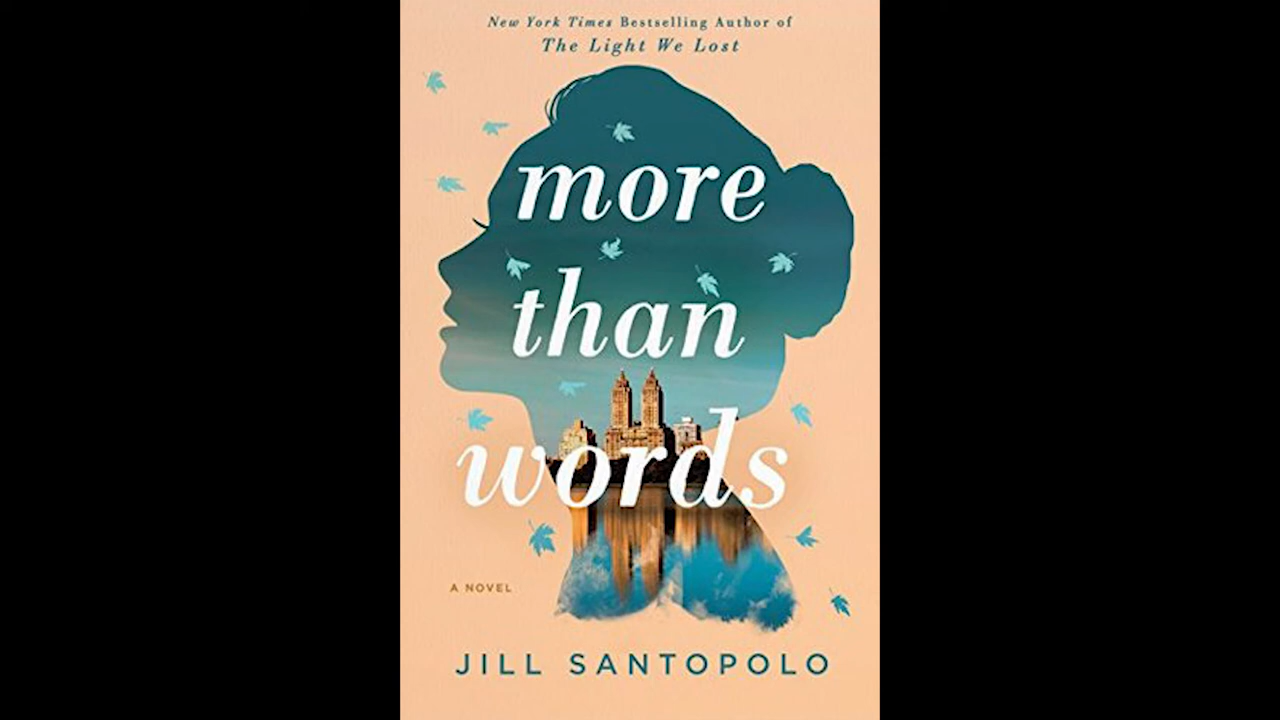 New York Times Bestselling Author of
The Light We Lost
more
than
words
A NOVEL
JILL SANTOPOLO